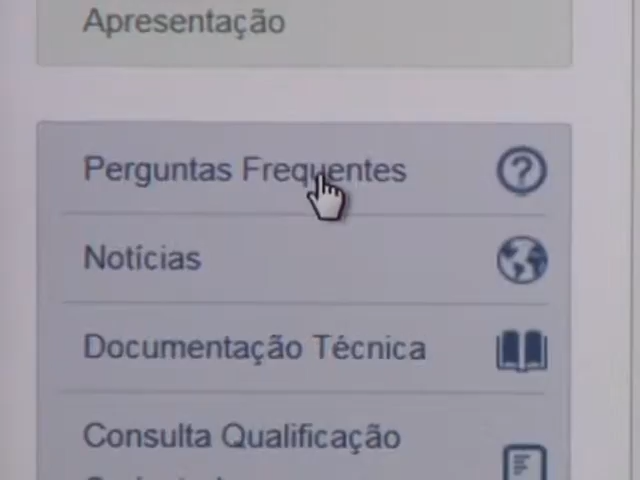 Apresentação
Perguntas Frequentes
Notícias
Documentação Técnica
Consulta Qualificação